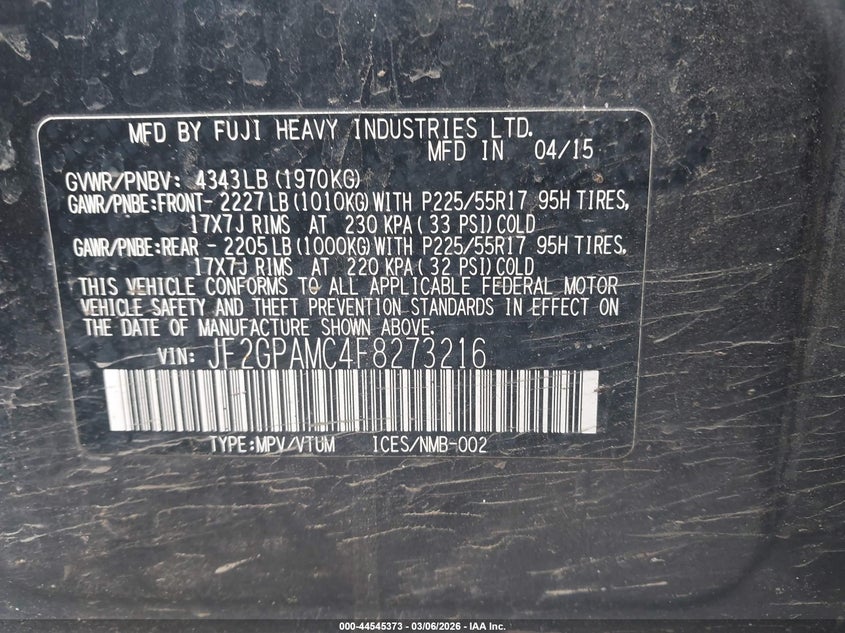 MFD BY FUJI HEAVY INDUSTRIES LTD.
MFD IN 04/15
GVWR/PNBV: 4343LB (1970KG)
GAWR/PNBE:FRONT- 2227LB (1010KG) WITH P225/55R17 95H TIRES,
17X7J RIMS AT 230 KPA ( 33 PSI) COLD
GAWR/PNBE:REAR - 2205LB (1000KG) WITH P225/55R17 95H TIRES,
17X7J RIMS AT 220 KPA ( 32 PSI) COLD
THIS VEHICLE CONFORMS TO ALL APPLICABLE FEDERAL MOTOR
VEHICLE SAFETY AND THEFT PREVENTION STANDARDS IN EFFECT ON
THE DATE OF MANUFACTURE SHOWN ABOVE.
VIN: JF2GPAMC4F8273216
TYPE:MPV/VTUM ICES/NMB-002
000-44545373 - 03/06/2026 - IAA Inc.